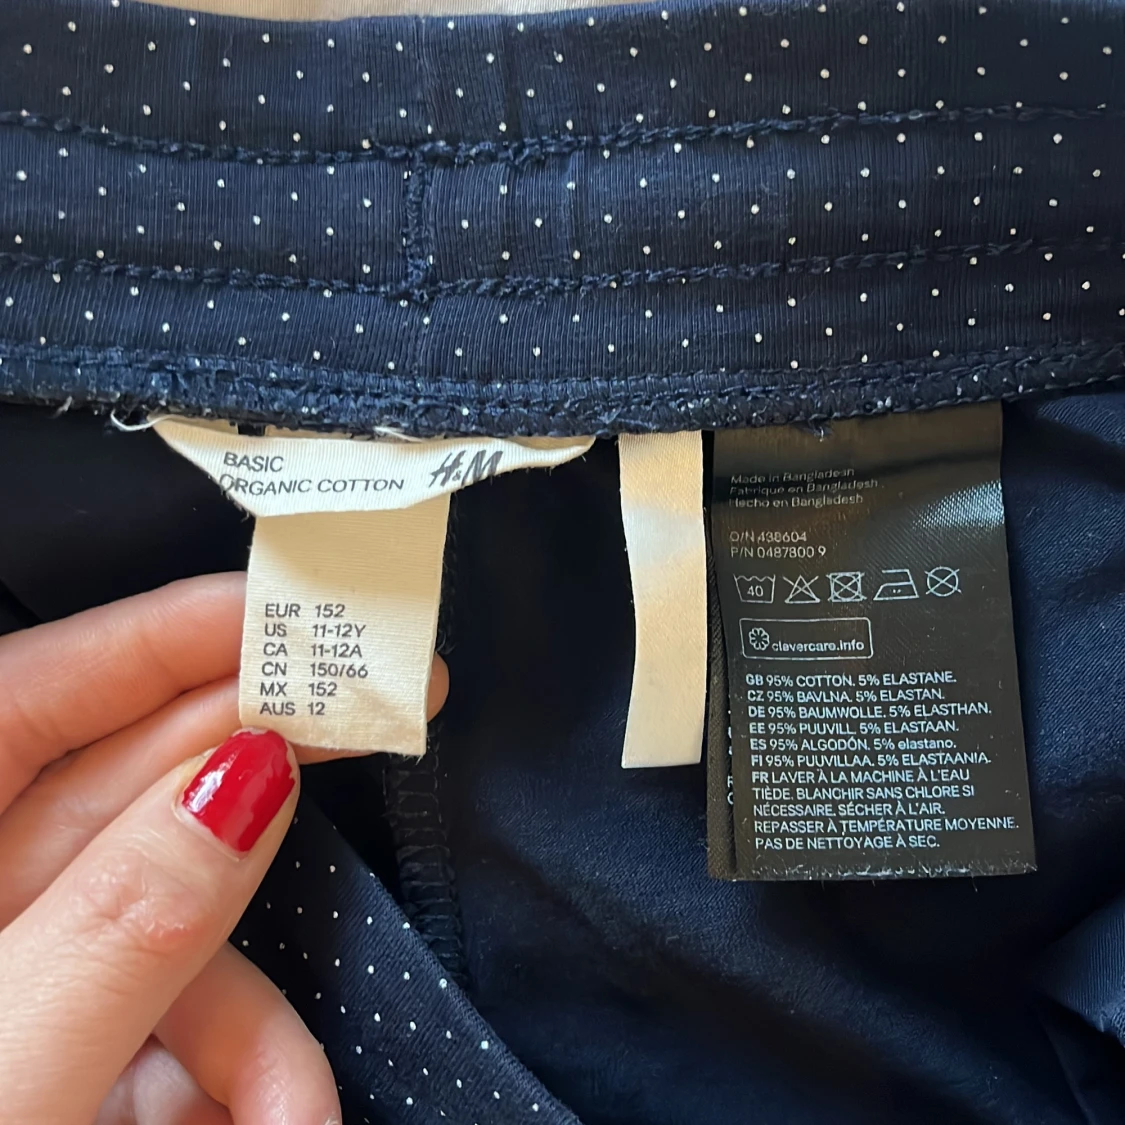 BASIC
ORGANIC COTTON H&M
EUR 152
US 11-12Y
CA 11-12A
CN 150/66
MX 152
AUS 12
Made in Bangladesh
Fabriqué en Bangladesh
Hecho en Bangladesh
O/N 438604
P/N 0487800 9
40
clevercare.info
GB 95% COTTON. 5% ELASTANE.
CZ 95% BAVLNA. 5% ELASTAN.
DE 95% BAUMWOLLE. 5% ELASTHAN.
EE 95% PUUVILL. 5% ELASTAAN.
ES 95% ALGODÓN. 5% elastano.
FI 95% PUUVILLAA. 5% ELASTAANIA.
FR LAVER À LA MACHINE À L'EAU
TIÈDE. BLANCHIR SANS CHLORE SI
NÉCESSAIRE. SÉCHER À L'AIR.
REPASSER À TEMPÉRATURE MOYENNE.
PAS DE NETTOYAGE À SEC.